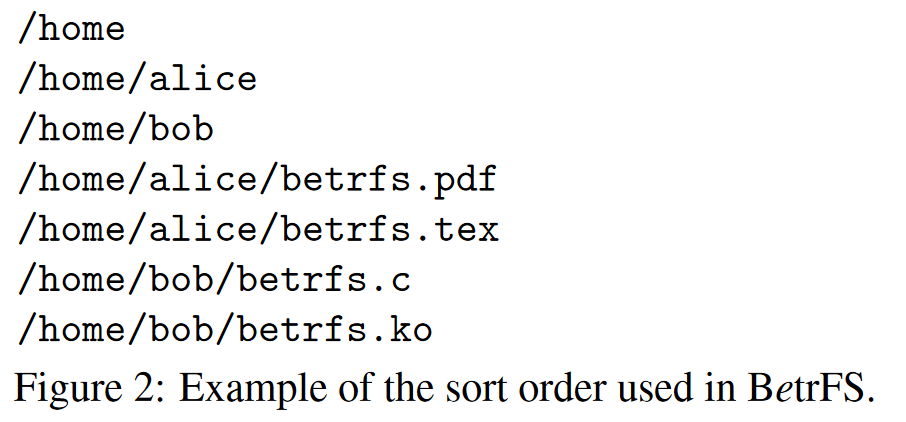 /home
/home/alice
/home/bob
/home/alice/betrfs.pdf
/home/alice/betrfs.tex
/home/bob/betrfs.c
/home/bob/betrfs.ko
Figure 2: Example of the sort order used in BetrFS.